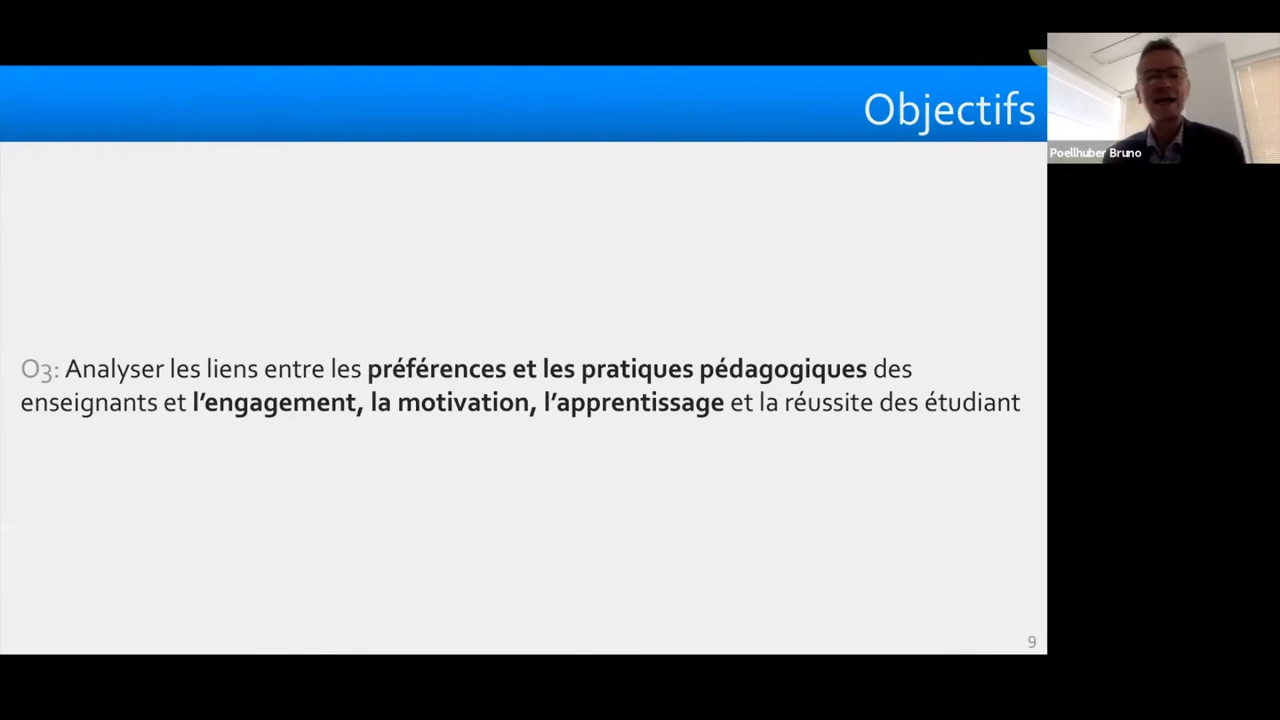 Objectifs
Poellhuber Bruno
O3: Analyser les liens entre les préférences et les pratiques pédagogiques des
enseignants et l’engagement, la motivation, l’apprentissage et la réussite des étudiant
9